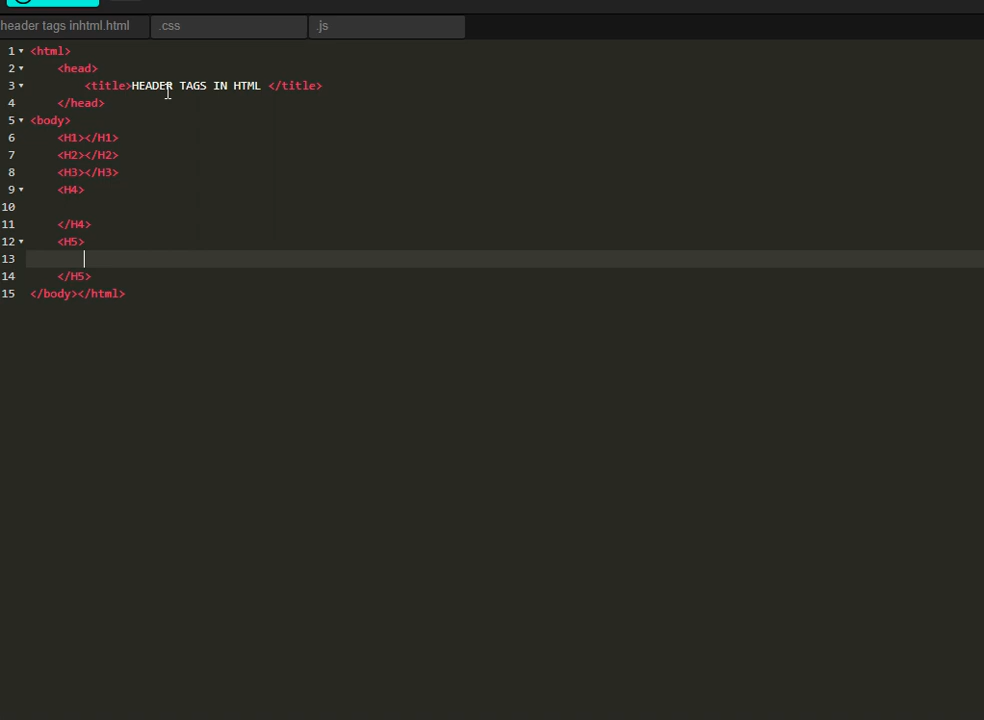 header tags inhtml.html .css .js
1 <html>
2 <head>
3 <title>HEADER TAGS IN HTML </title>
4 </head>
5 <body>
6 <H1></H1>
7 <H2></H2>
8 <H3></H3>
9 <H4>
10
11 </H4>
12 <H5>
13
14 </H5>
15 </body></html>